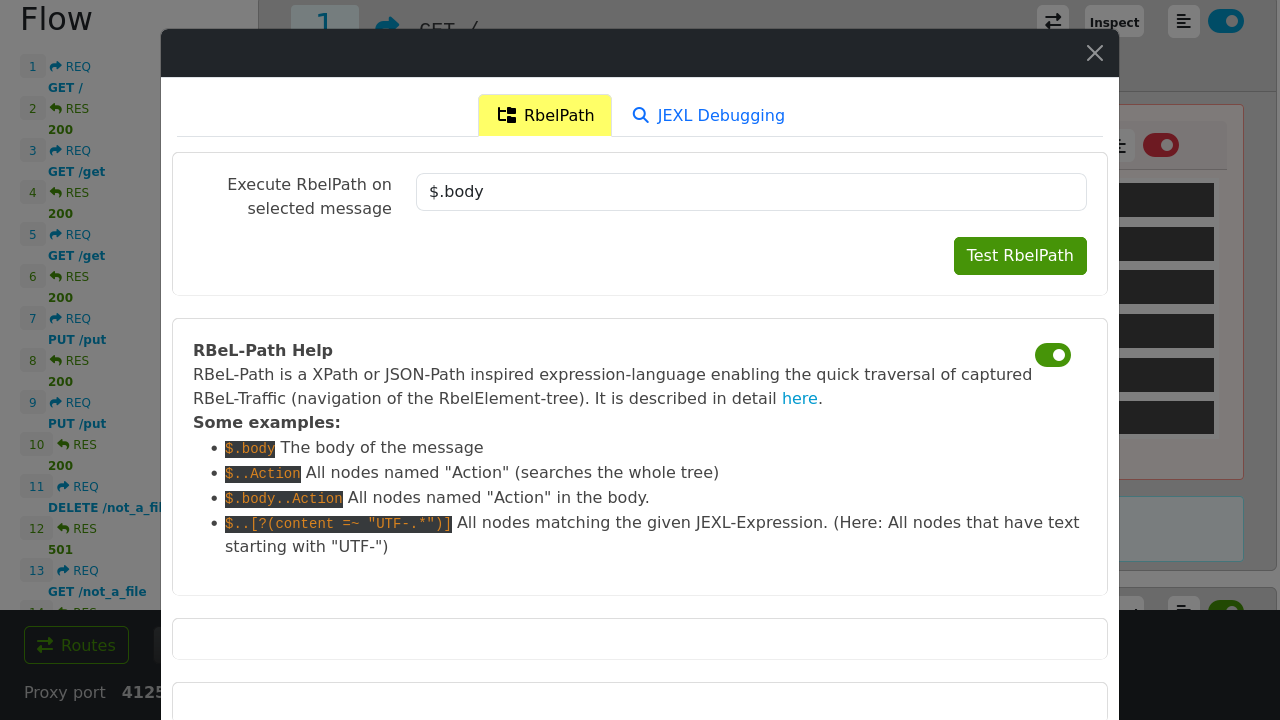 Flow
1 REQ
GET /
2 RES
200
3 REQ
GET /get
4 RES
200
5 REQ
GET /get
6 RES
200
7 REQ
PUT /put
8 RES
200
9 REQ
PUT /put
10 RES
200
11 REQ
DELETE /not_a_fil
12 RES
501
13 REQ
GET /not_a_file
14 RES
Routes
Proxy port 4125
1 GET /
Inspect
RbelPath
JEXL Debugging
Execute RbelPath on
selected message
$.body
Test RbelPath
RBeL-Path Help
RBeL-Path is a XPath or JSON-Path inspired expression-language enabling the quick traversal of captured
RBeL-Traffic (navigation of the RbelElement-tree). It is described in detail here.
Some examples:
• $.body The body of the message
• $..Action All nodes named "Action" (searches the whole tree)
• $.body..Action All nodes named "Action" in the body.
• $..[?(content =~ "UTF-.*")] All nodes matching the given JEXL-Expression. (Here: All nodes that have text
starting with "UTF-")